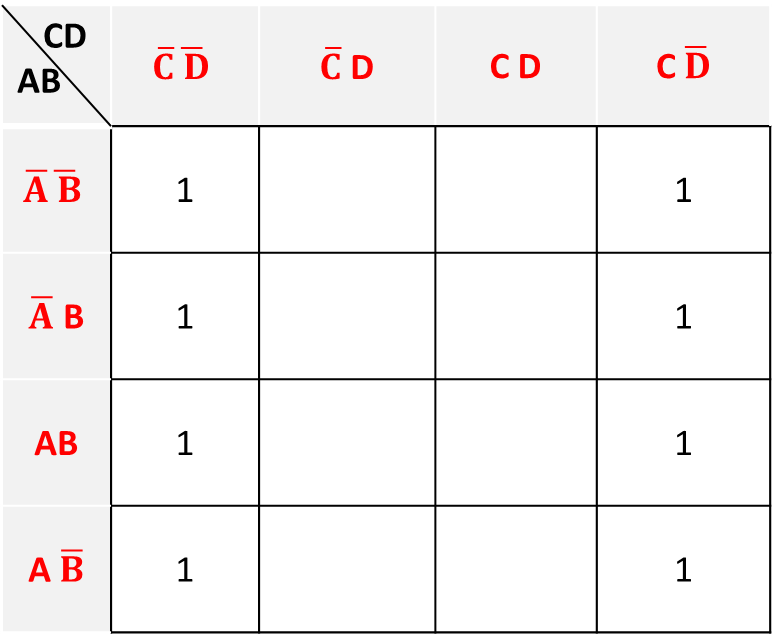 CD
AB
C̅ D̅ C̅ D C D C D̅
A̅ B̅ 1 1
A̅ B 1 1
AB 1 1
A B̅ 1 1